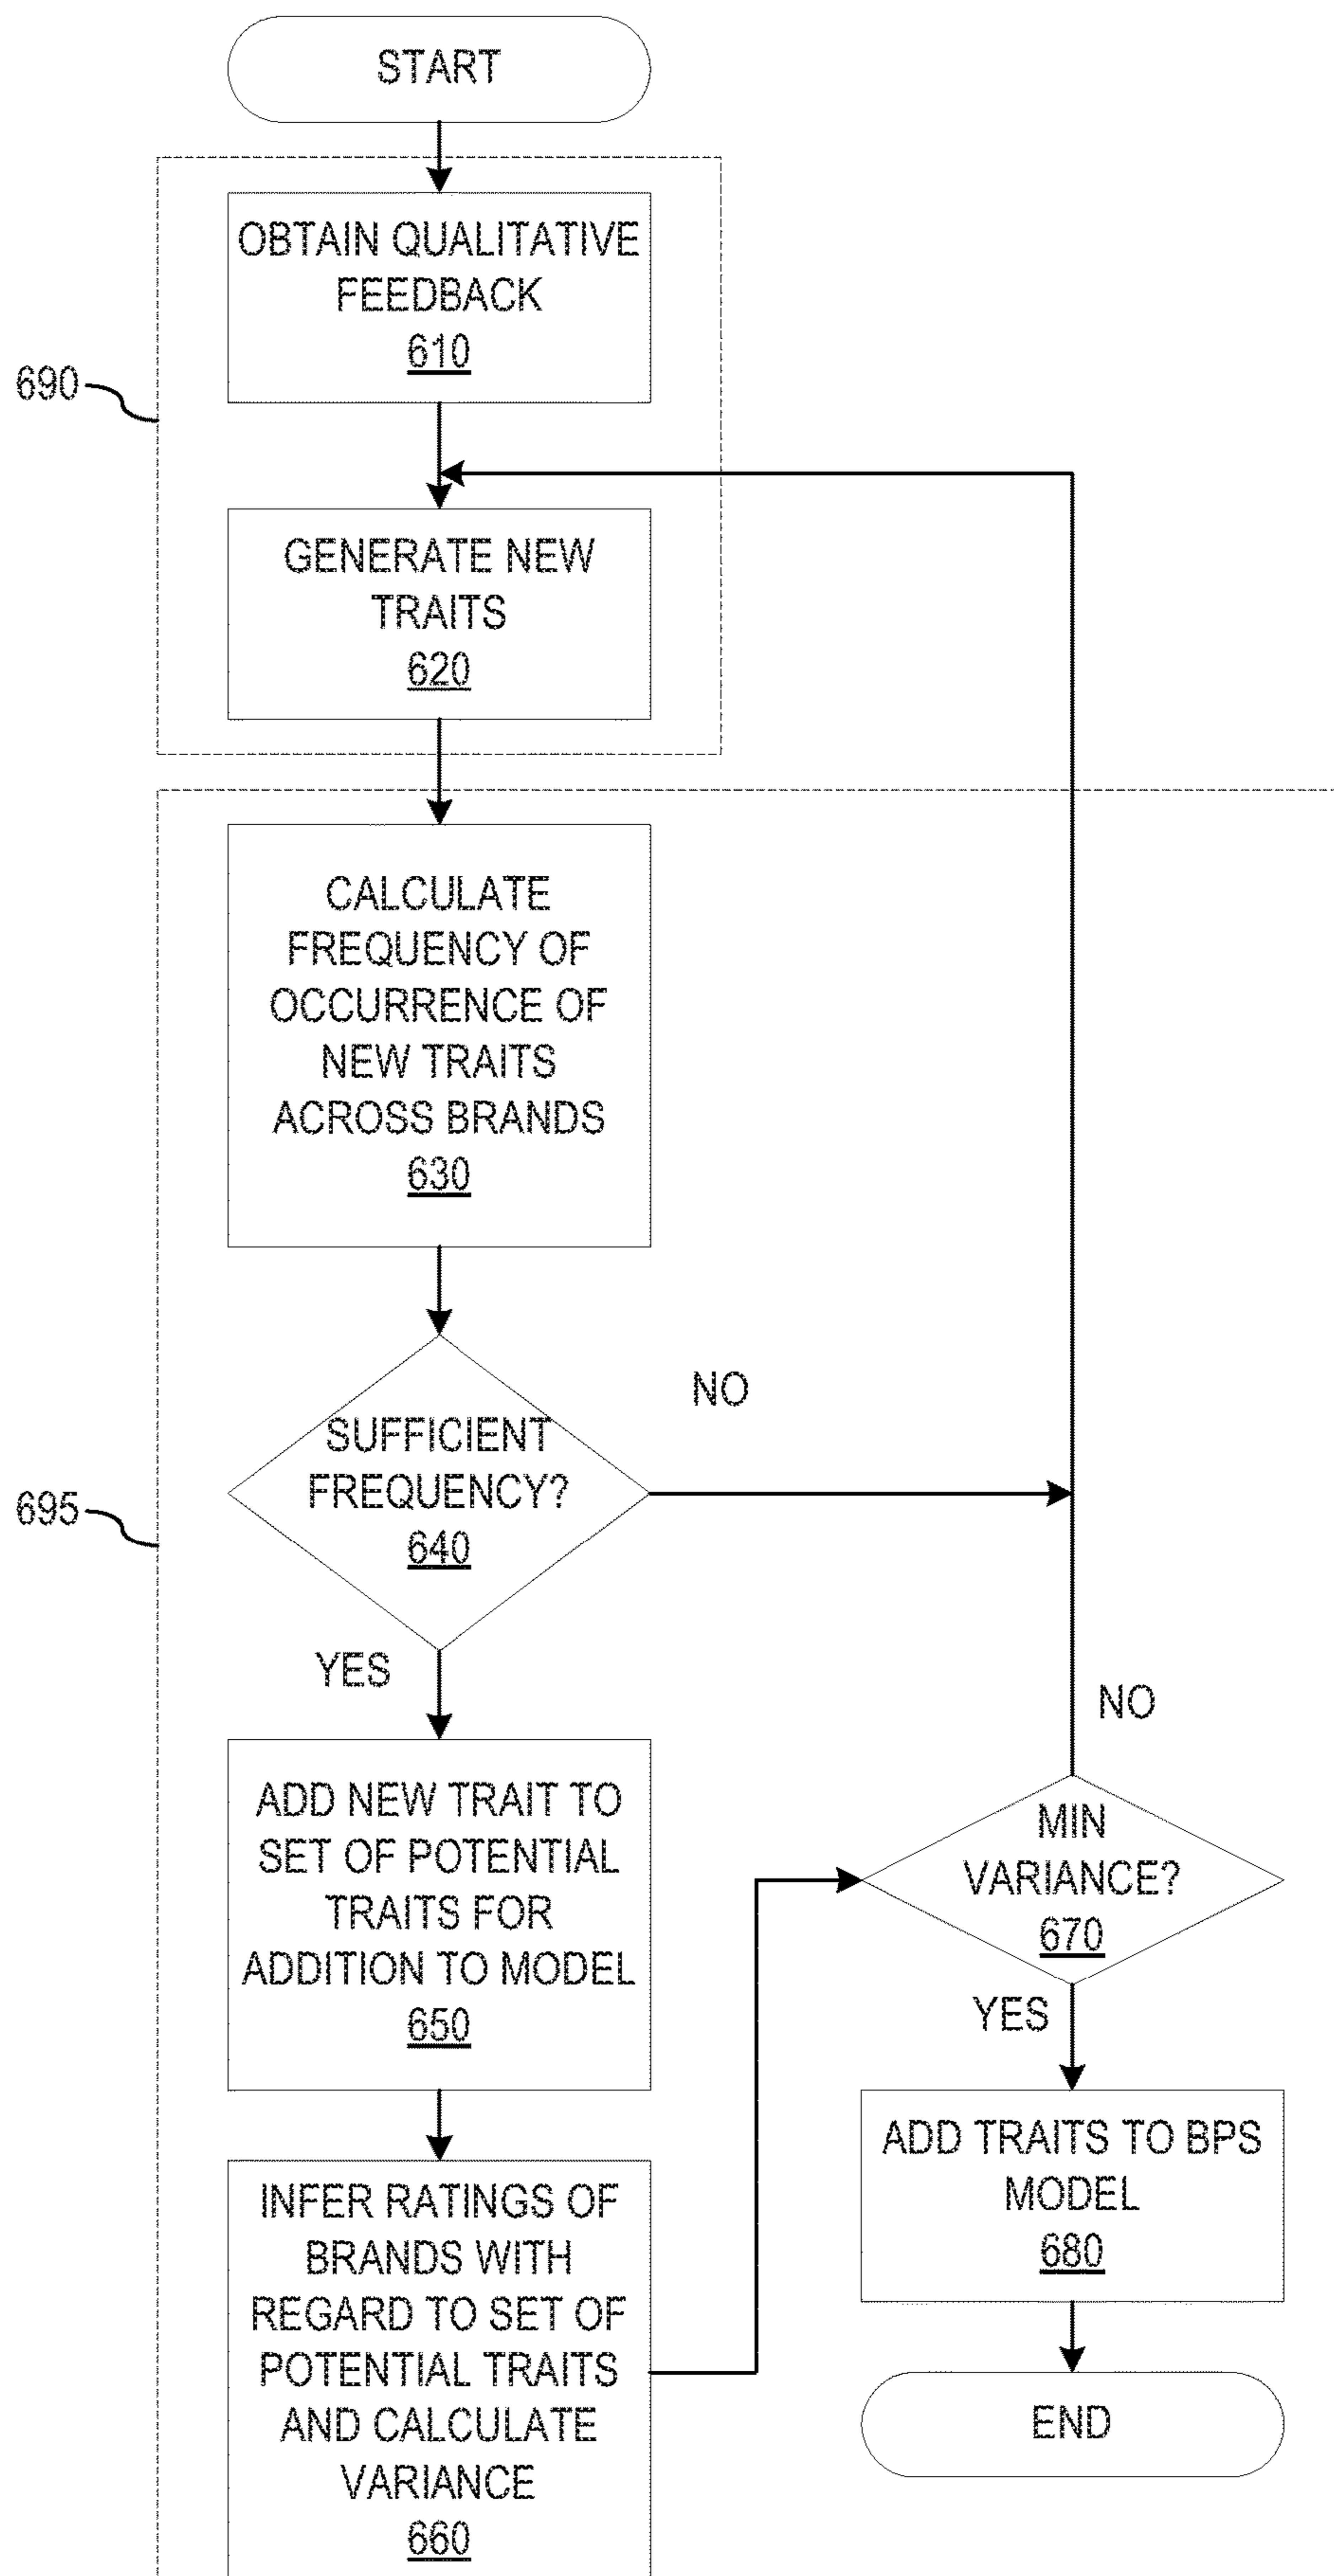 START
OBTAIN QUALITATIVE
FEEDBACK
610
690
GENERATE NEW
TRAITS
620
CALCULATE
FREQUENCY OF
OCCURRENCE OF
NEW TRAITS
ACROSS BRANDS
630
NO
SUFFICIENT
FREQUENCY?
640
695
YES
ADD NEW TRAIT TO
SET OF POTENTIAL
TRAITS FOR
ADDITION TO MODEL
650
INFER RATINGS OF
BRANDS WITH
REGARD TO SET OF
POTENTIAL TRAITS
AND CALCULATE
VARIANCE
660
NO
MIN
VARIANCE?
670
YES
ADD TRAITS TO BPS
MODEL
680
END